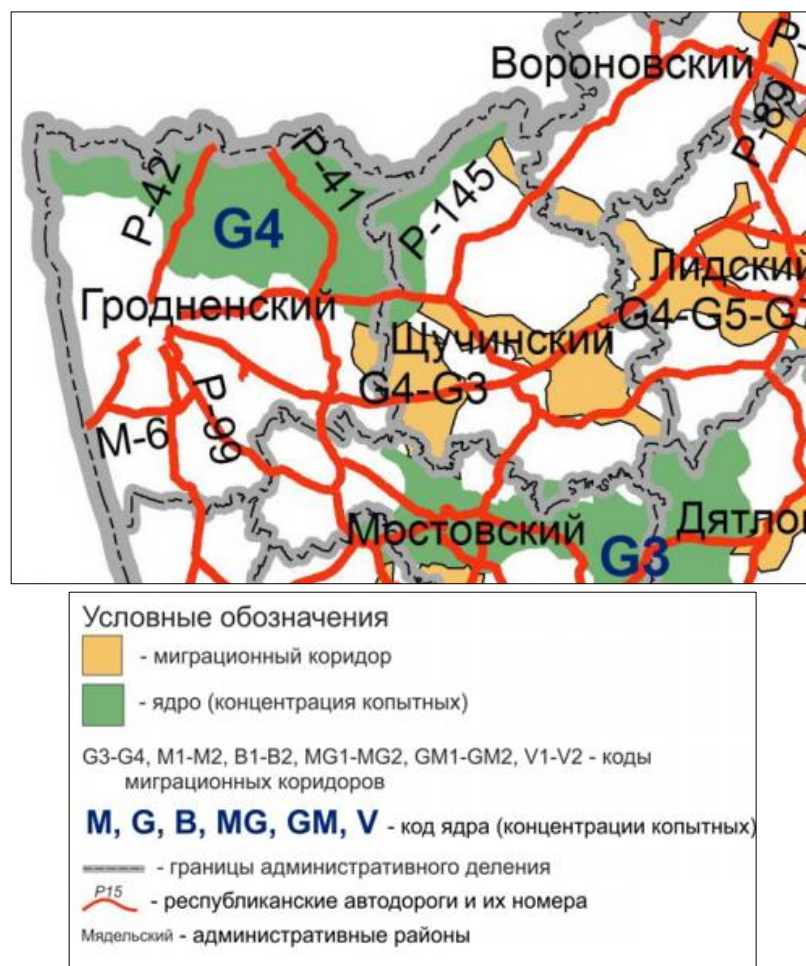 Вороновский
Р-89
Р-42
Р-41
Р-145
G4
Лидский
Гродненский
Щучинский
G4-G3
М-6
Р-99
Мостовский
G3
Условные обозначения
- миграционный коридор
- ядро (концентрация копытных)
G3-G4, M1-M2, B1-B2, MG1-MG2, GM1-GM2, V1-V2 - коды
миграционных коридоров
M, G, B, MG, GM, V - код ядра (концентрации копытных)
- границы административного деления
P15
- республиканские автодороги и их номера
Мядельский - административные районы